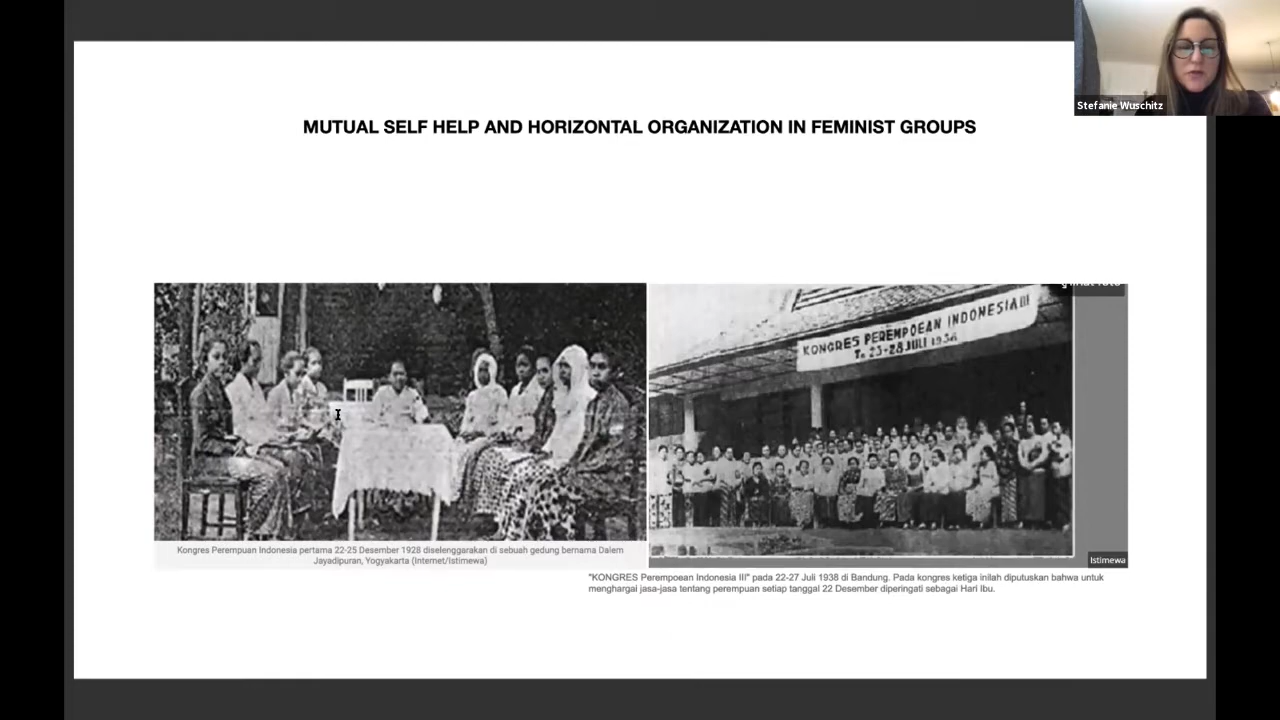 Stefanie Wuschitz
MUTUAL SELF HELP AND HORIZONTAL ORGANIZATION IN FEMINIST GROUPS
KONGRES PEREMPOEAN INDONESIA III
JULI 1938
Kongres Perempuan Indonesia pertama 22-25 Desember 1928 diselenggarakan di sebuah gedung bernama Dalem
Jayadipuran, Yogyakarta (Internet/Istimewa)
Istimewa
"KONGRES Perempoean Indonesia III" pada 22-27 Juli 1938 di Bandung. Pada kongres ketiga inilah diputuskan bahwa untuk
menghargai jasa-jasa tentang perempuan setiap tanggal 22 Desember diperingati sebagai Hari Ibu.